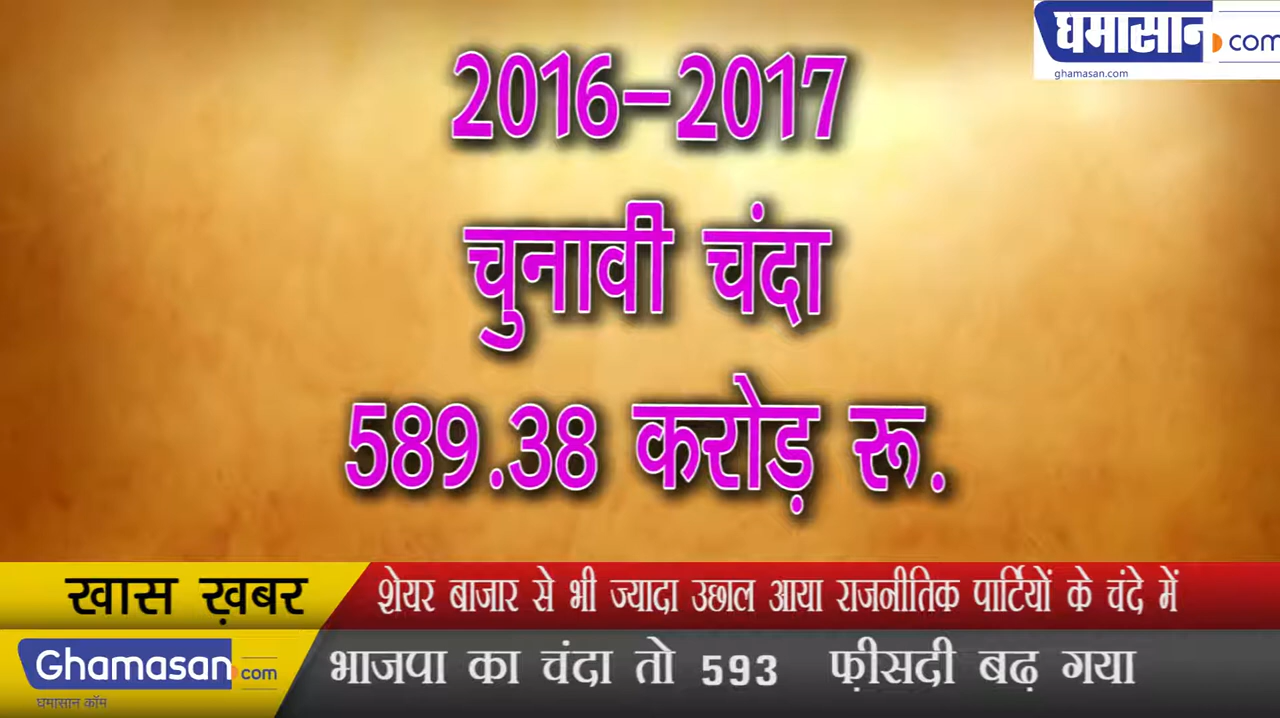 घमासान.com
ghamasan.com
2016-2017
चुनावी चंदा
589.38 करोड़ रू.
खास ख़बर
शेयर बाजार से भी ज्यादा उछाल आया राजनीतिक पार्टियों के चंदे में
Ghamasan.com
घमासान कॉम
भाजपा का चंदा तो 593 फ़ीसदी बढ़ गया